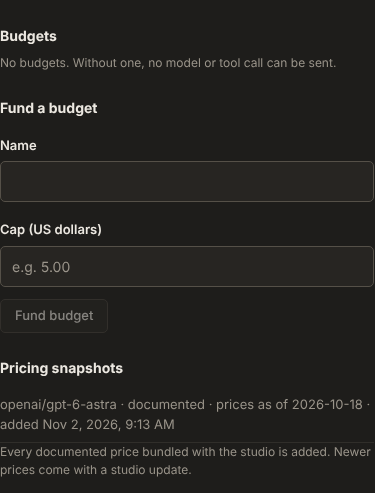 Budgets
No budgets. Without one, no model or tool call can be sent.
Fund a budget
Name
Cap (US dollars)
e.g. 5.00
Fund budget
Pricing snapshots
openai/gpt-6-astra · documented · prices as of 2026-10-18 ·
added Nov 2, 2026, 9:13 AM
Every documented price bundled with the studio is added. Newer
prices come with a studio update.